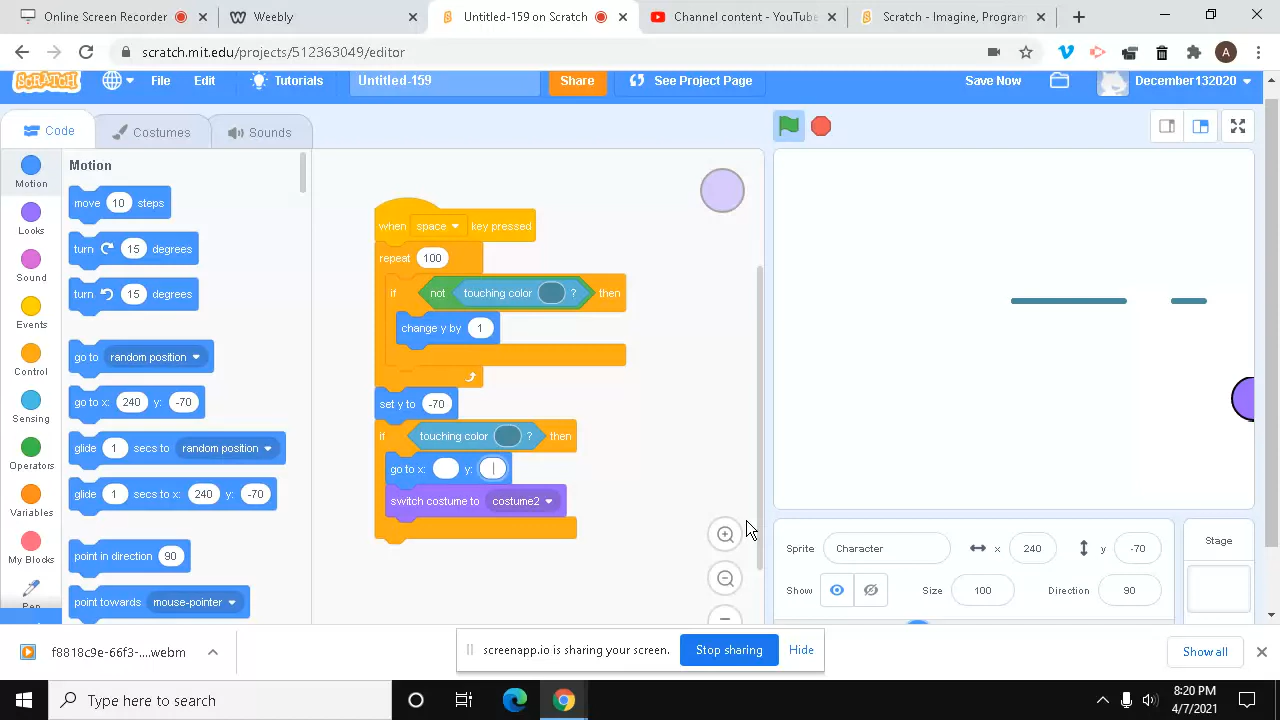 Online Screen Recorder
Weebly
Untitled-159 on Scratch
Channel content - YouTube
Scratch - Imagine, Program
scratch.mit.edu/projects/512363049/editor
A
SCRATCH
File
Edit
Tutorials
Untitled-159
Share
See Project Page
Save Now
December132020
Code
Costumes
Sounds
Motion
Looks
Sound
Events
Control
Sensing
Operators
Variables
My Blocks
Pen
Motion
move 10 steps
turn 15 degrees
turn 15 degrees
go to random position
go to x: 240 y: -70
glide 1 secs to random position
glide 1 secs to x: 240 y: -70
point in direction 90
point towards mouse-pointer
when space key pressed
repeat 100
if not touching color ? then
change y by 1
set y to -70
if touching color ? then
go to x: y:
switch costume to costume2
Sprite Character x 240 y -70
Show Size 100 Direction 90
Stage
f8818c9e-66f3-....webm
screenapp.io is sharing your screen.
Stop sharing
Hide
Show all
Type here to search
8:20 PM
4/7/2021